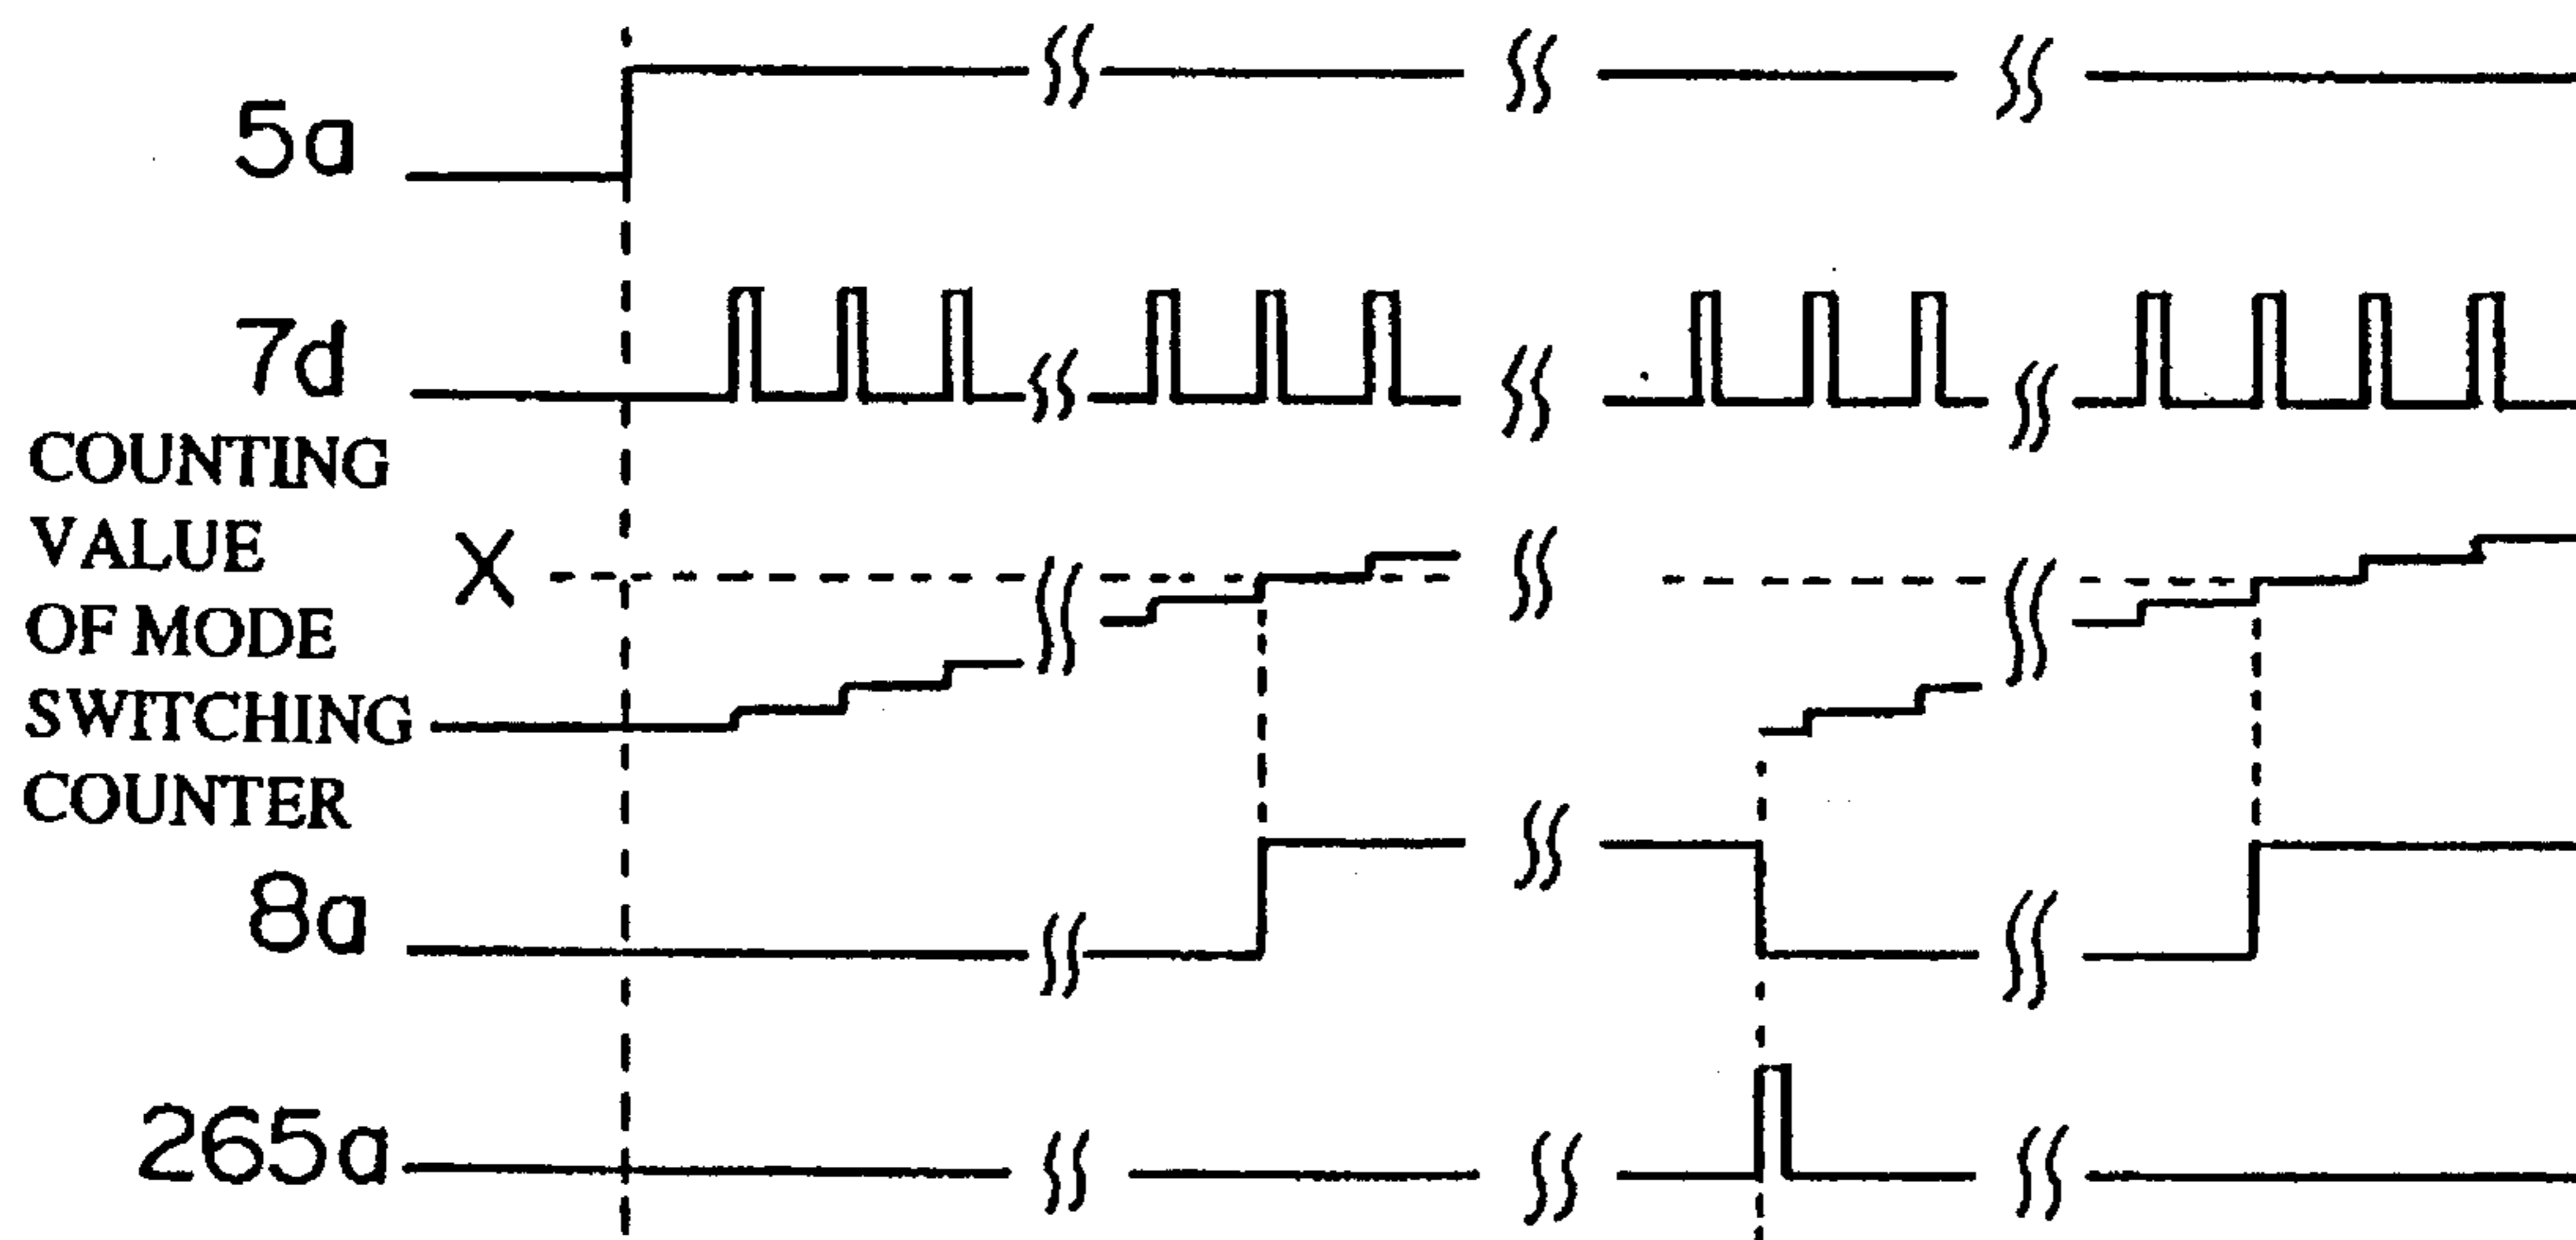 5a
7d
COUNTING
VALUE
X
OF MODE
SWITCHING
COUNTER
8a
265a